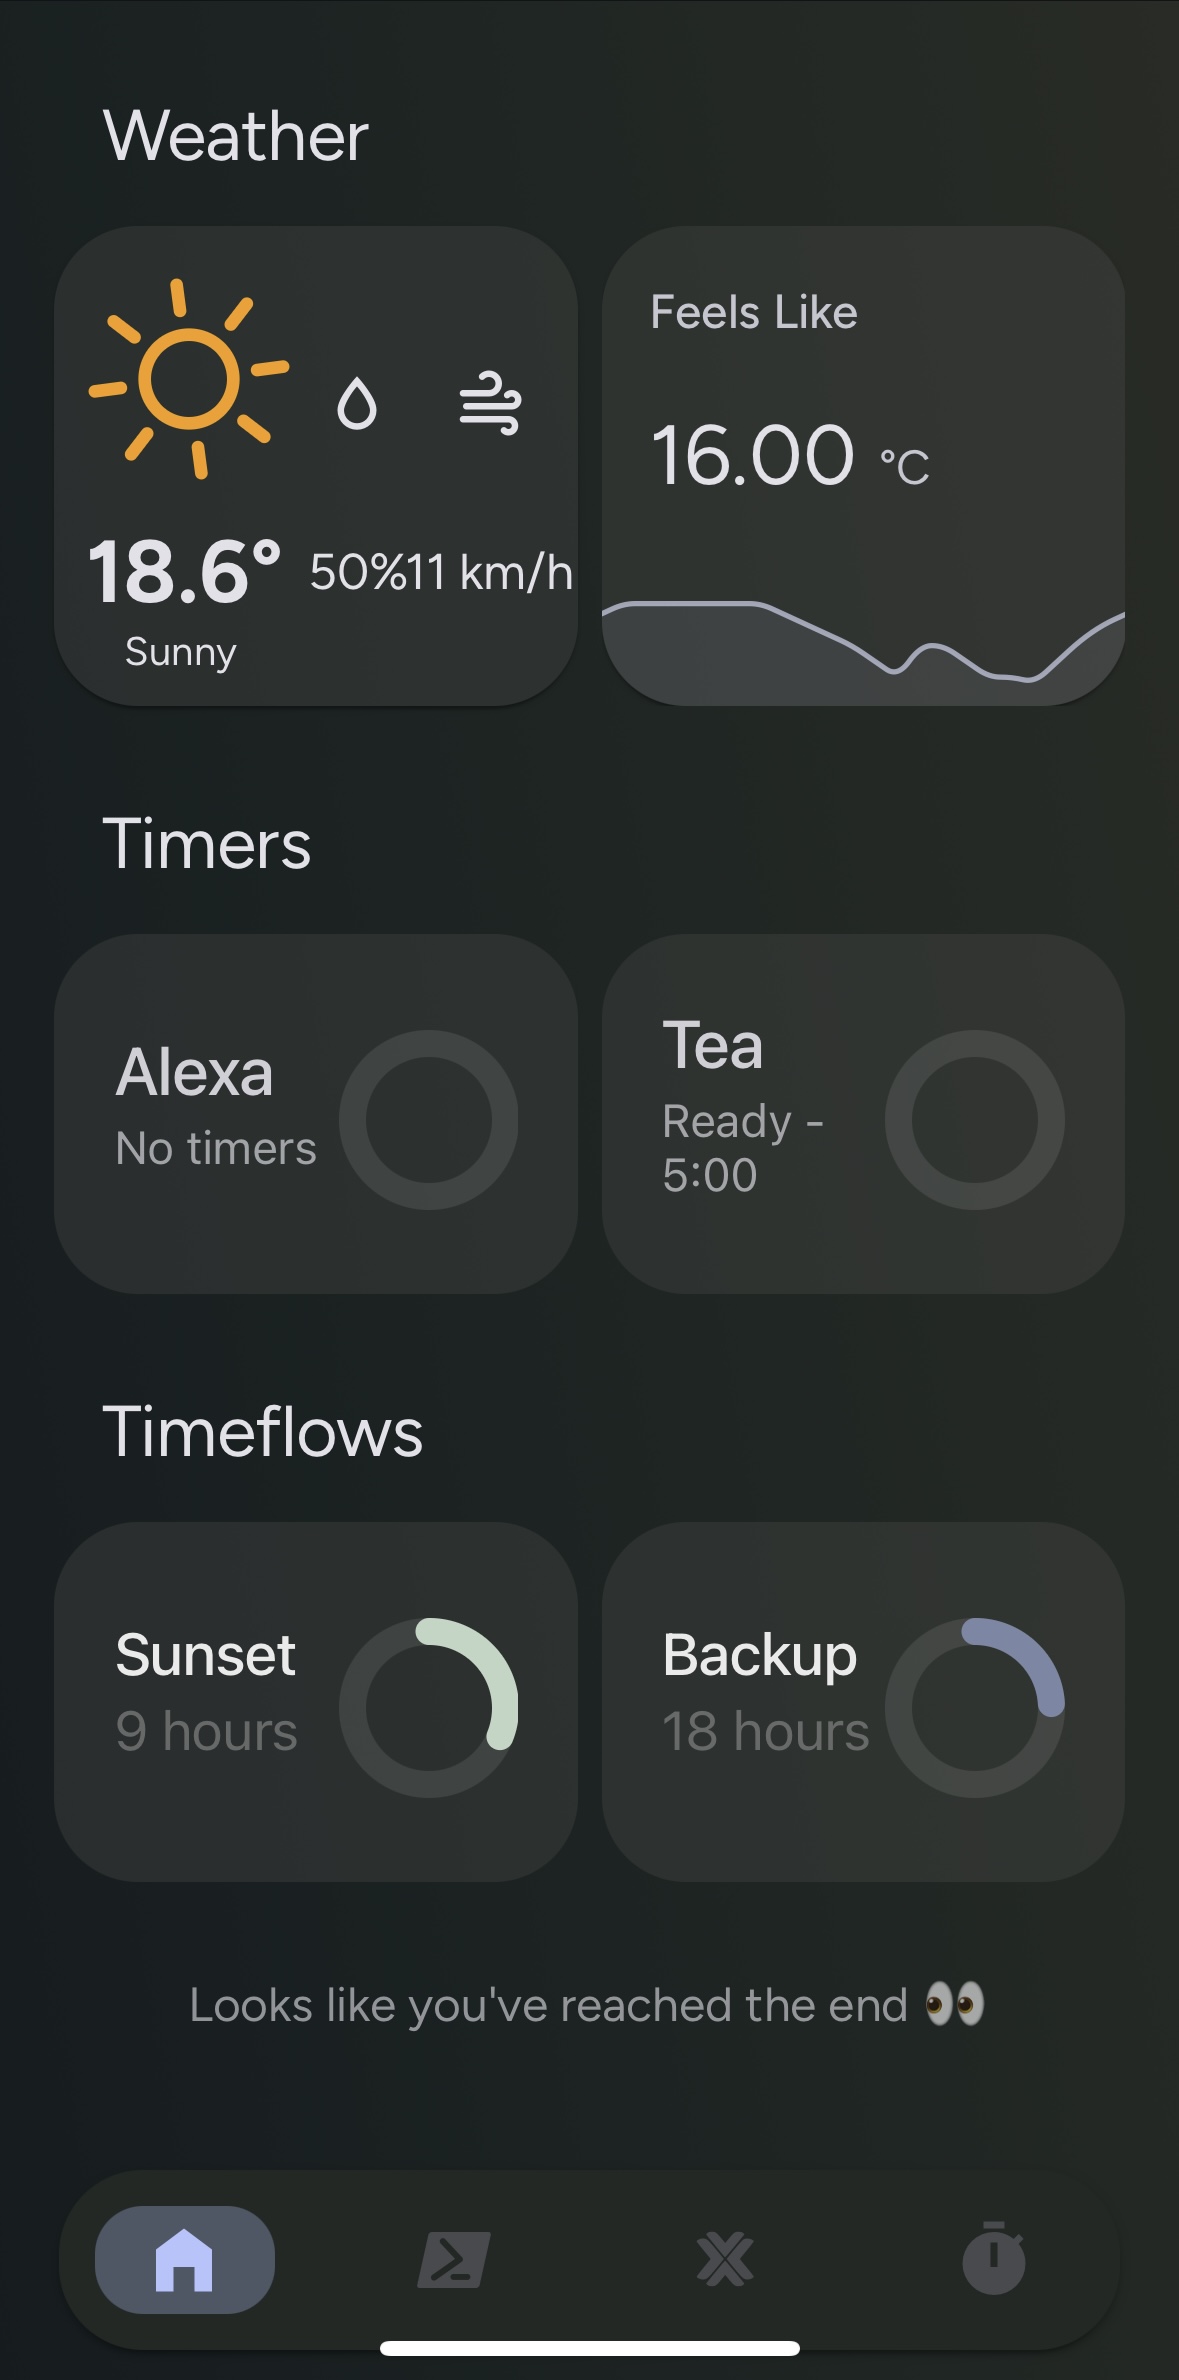 Weather
Feels Like
16.00 °C
18.6° 50%11 km/h
Sunny
Timers
Alexa
No timers
Tea
Ready -
5:00
Timeflows
Sunset
9 hours
Backup
18 hours
Looks like you've reached the end 👀